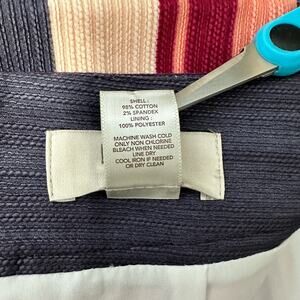 SHELL :
98% COTTON
2% SPANDEX
LINING :
100% POLYESTER
MACHINE WASH COLD
ONLY NON CHLORINE
BLEACH WHEN NEEDED
LINE DRY
COOL IRON IF NEEDED
OR DRY CLEAN